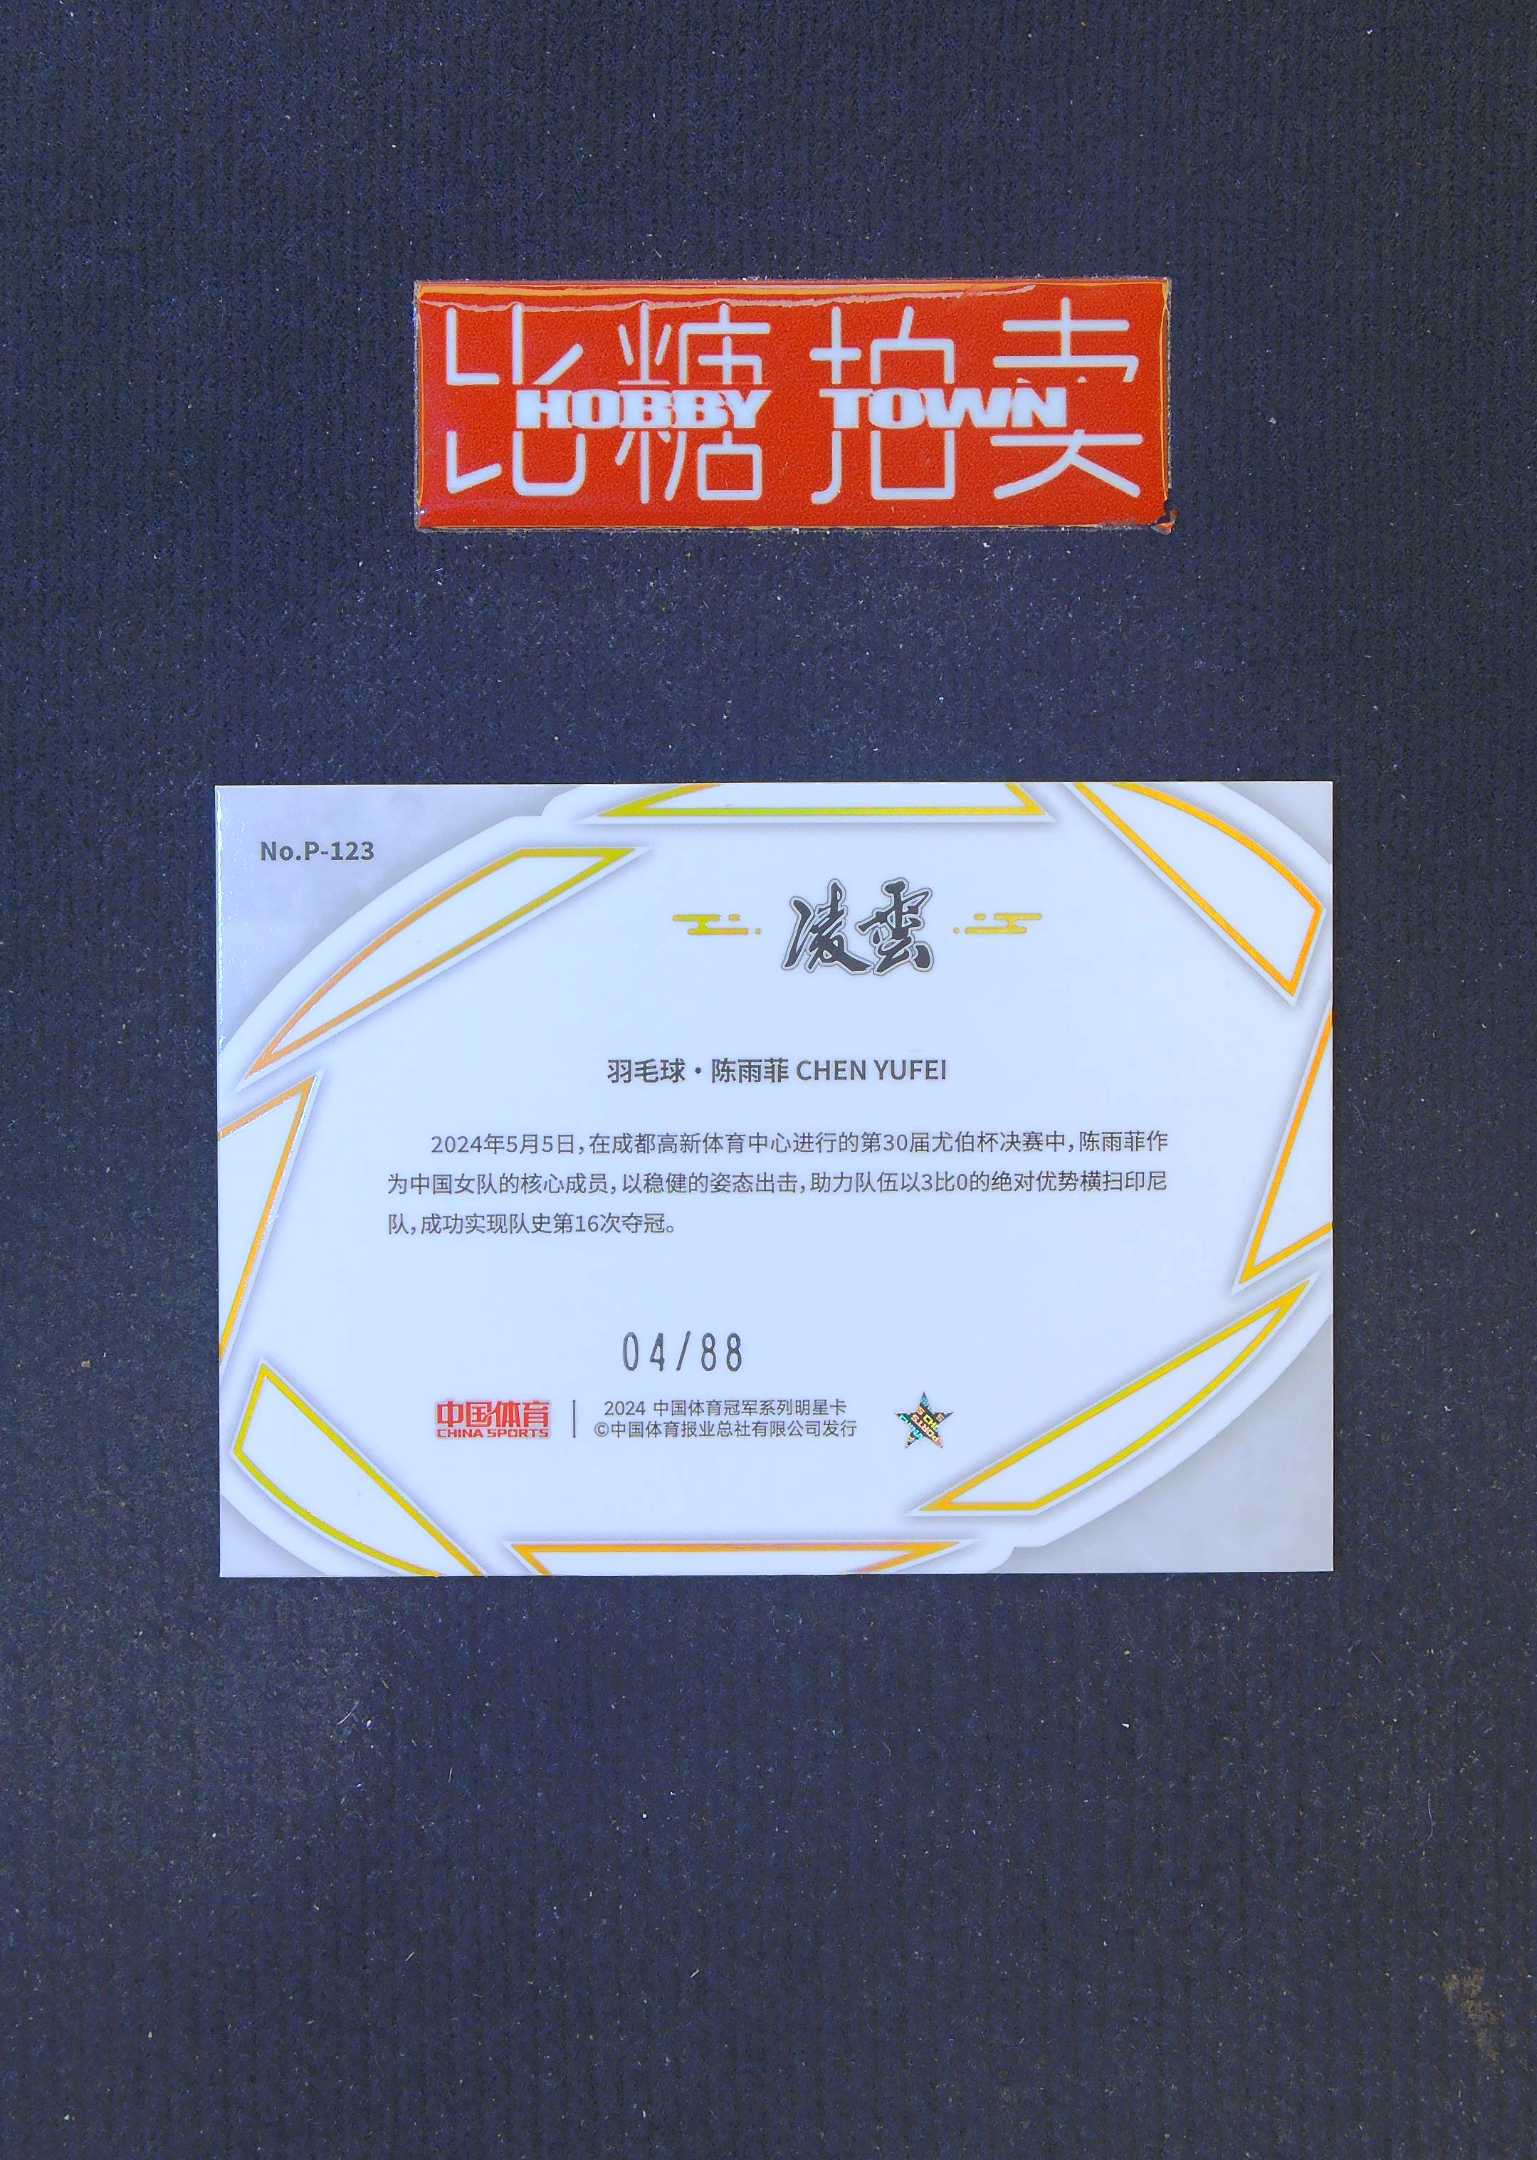 比糖拍卖
HOBBY TOWN
No.P-123
凌雲
羽毛球·陈雨菲 CHEN YUFEI
2024年5月5日,在成都高新体育中心进行的第30届尤伯杯决赛中,陈雨菲作
为中国女队的核心成员,以稳健的姿态出击,助力队伍以3比0的绝对优势横扫印尼
队,成功实现队史第16次夺冠。
04/88
中国体育
CHINA SPORTS
2024 中国体育冠军系列明星卡
©中国体育报业总社有限公司发行